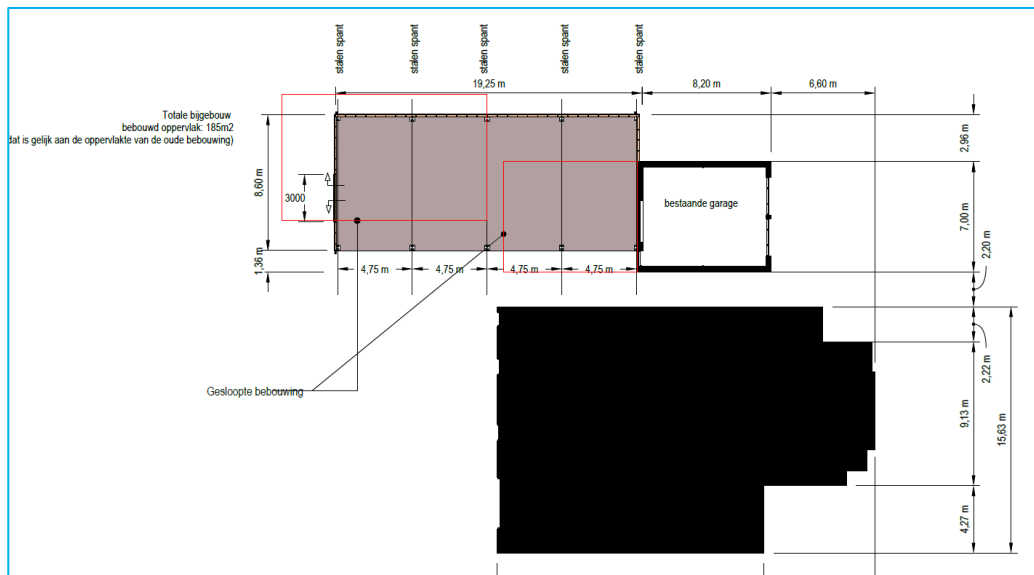 stalen spant
stalen spant
stalen spant
stalen spant
stalen spant
19,25 m
8,20 m
6,60 m
Totale bijgebouw
bebouwd oppervlak: 185m2
dat is gelijk aan de oppervlakte van de oude bebouwing)
2,96 m
8,60 m
3000
bestaande garage
7,00 m
2,20 m
1,36 m
4,75 m
4,75 m
4,75 m
4,75 m
Gesloopte bebouwing
2,22 m
9,13 m
15,63 m
4,27 m